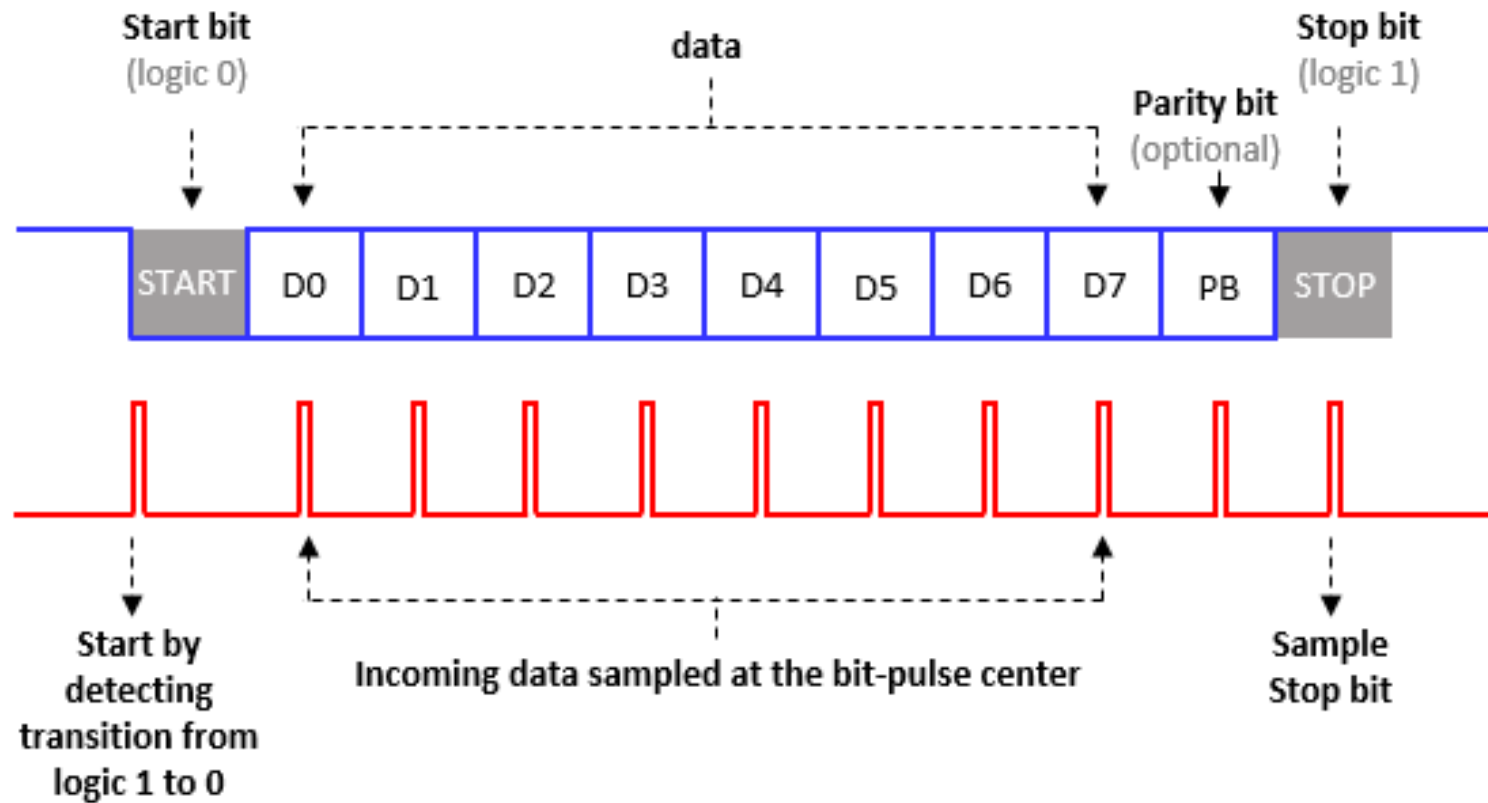 Start bit
(logic 0)
data
Stop bit
(logic 1)
Parity bit
(optional)
START D0 D1 D2 D3 D4 D5 D6 D7 PB STOP
Start by
detecting
transition from
logic 1 to 0
Incoming data sampled at the bit-pulse center
Sample
Stop bit